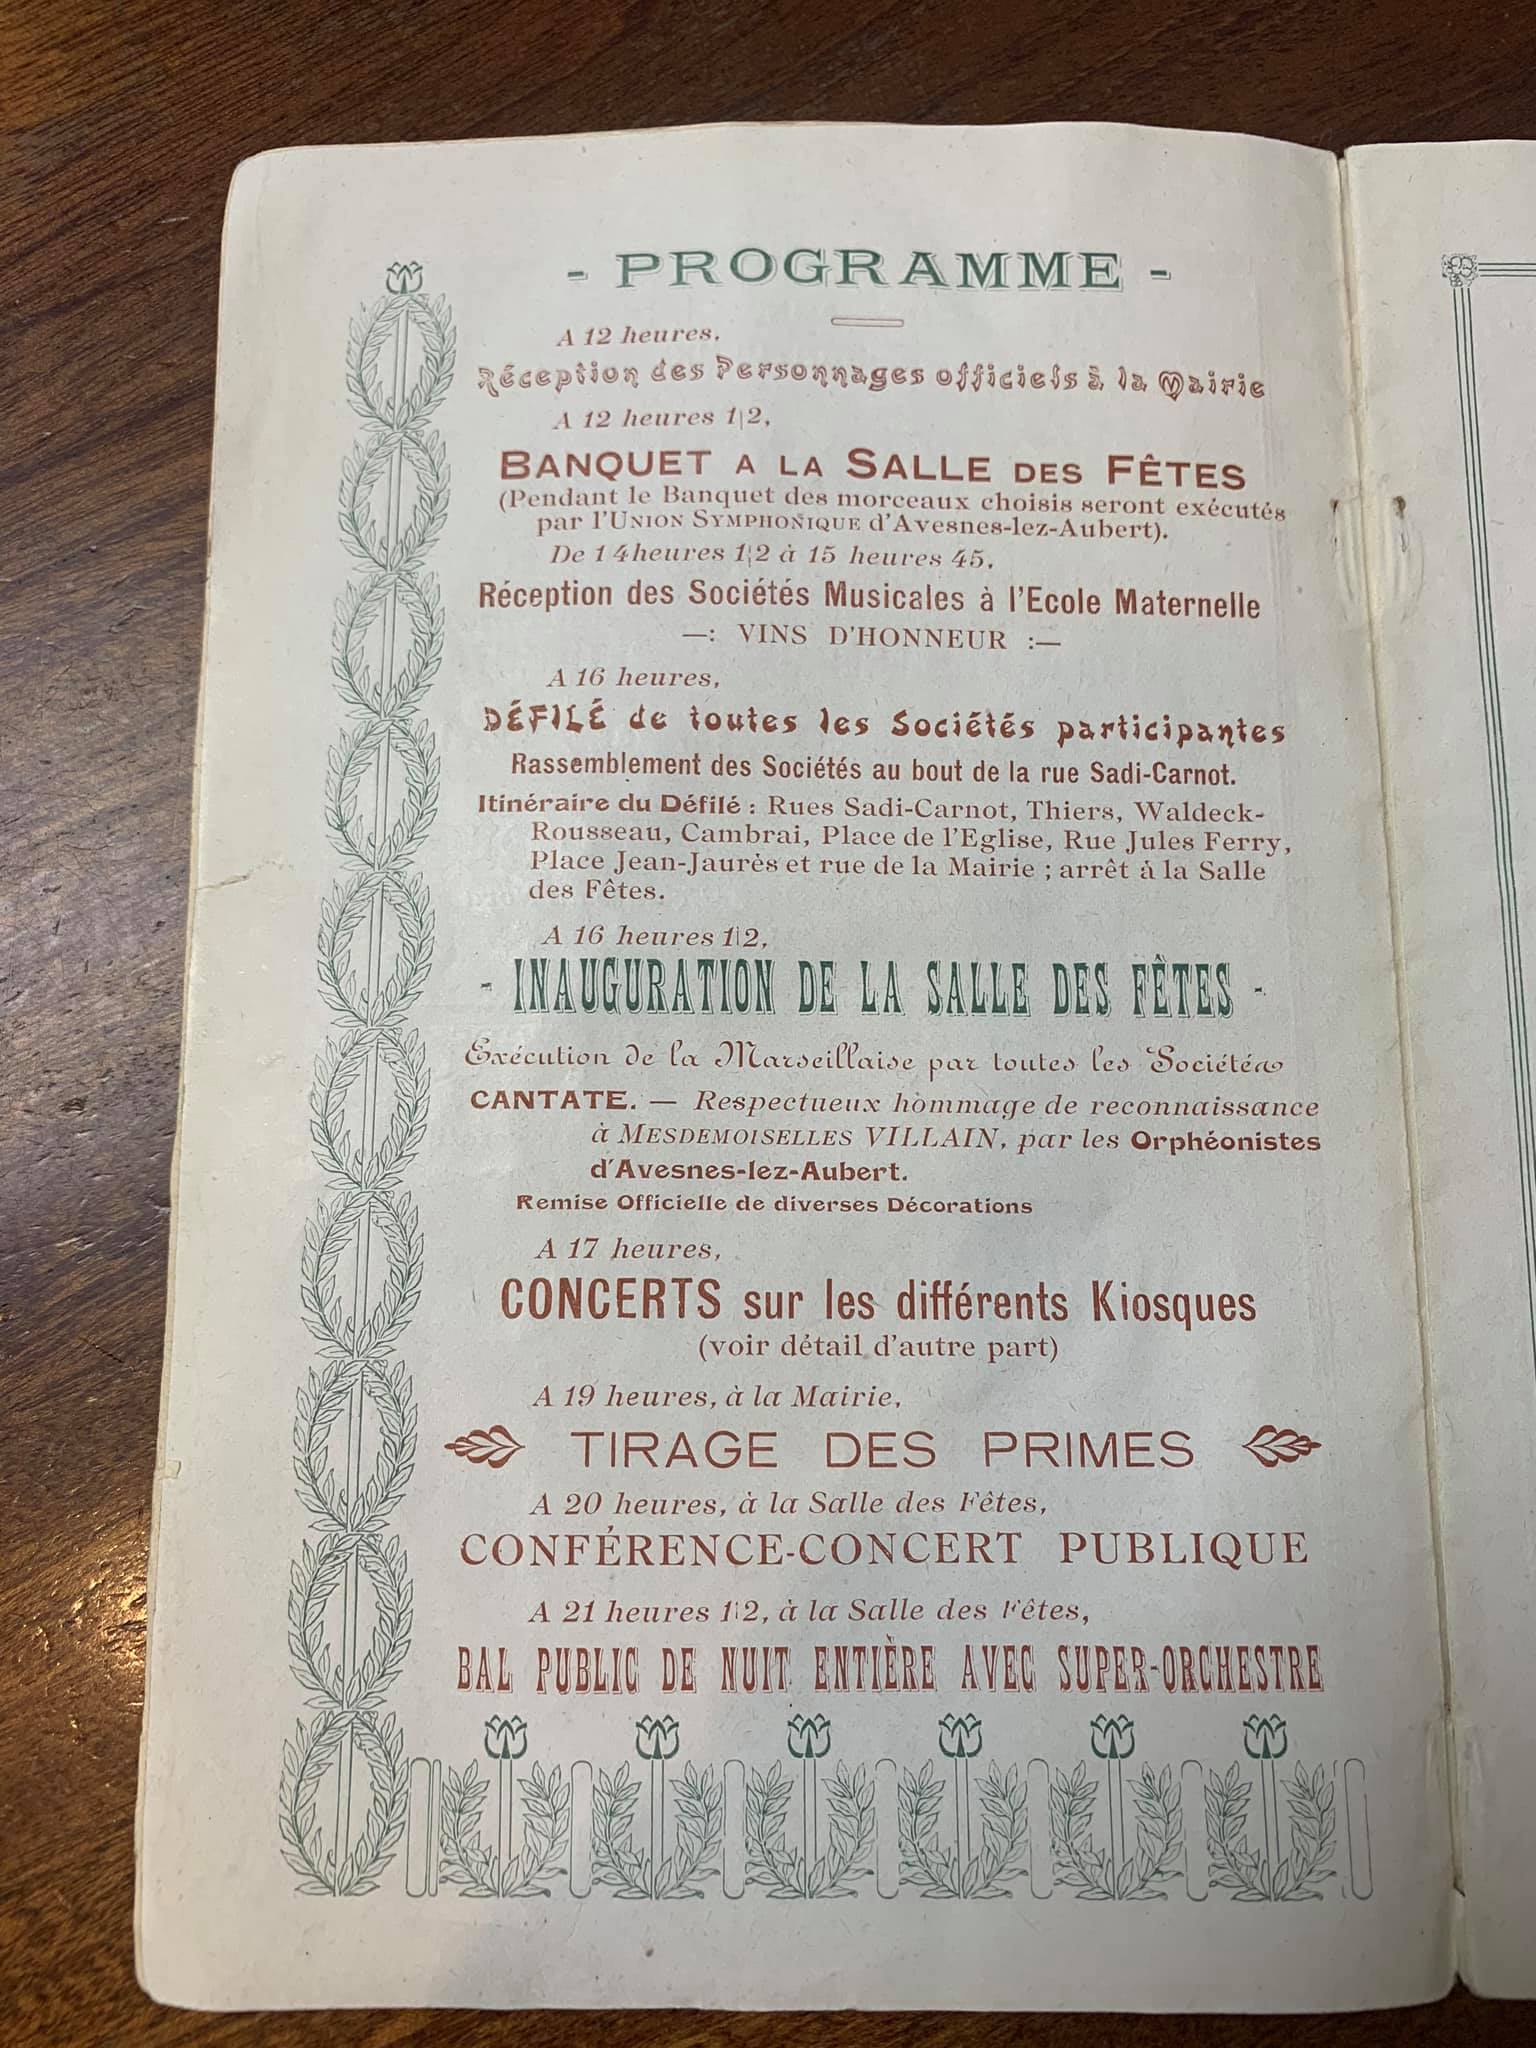 - PROGRAMME -
A 12 heures.
Réception des Personnages officiels à la Mairie
A 12 heures 1|2,
BANQUET A LA SALLE DES FÊTES
(Pendant le Banquet des morceaux choisis seront exécutés
par l'UNION SYMPHONIQUE d'Avesnes-lez-Aubert).
De 14heures 1|2 à 15 heures 45,
Réception des Sociétés Musicales à l'Ecole Maternelle
—: VINS D'HONNEUR :—
A 16 heures,
DÉFILÉ de toutes les Sociétés participantes
Rassemblement des Sociétés au bout de la rue Sadi-Carnot.
Itinéraire du Défilé : Rues Sadi-Carnot, Thiers, Waldeck-
Rousseau, Cambrai, Place de l'Eglise, Rue Jules Ferry,
Place Jean-Jaurès et rue de la Mairie ; arrêt à la Salle
des Fêtes.
A 16 heures 1|2,
- INAUGURATION DE LA SALLE DES FÊTES -
Exécution de la Marseillaise par toutes les Sociétés
CANTATE. — Respectueux hommage de reconnaissance
à MESDEMOISELLES VILLAIN, par les Orphéonistes
d'Avesnes-lez-Aubert.
Remise Officielle de diverses Décorations
A 17 heures,
CONCERTS sur les différents Kiosques
(voir détail d'autre part)
A 19 heures, à la Mairie,
TIRAGE DES PRIMES
A 20 heures, à la Salle des Fêtes,
CONFÉRENCE-CONCERT PUBLIQUE
A 21 heures 1|2, à la Salle des Fêtes,
BAL PUBLIC DE NUIT ENTIÈRE AVEC SUPER-ORCHESTRE